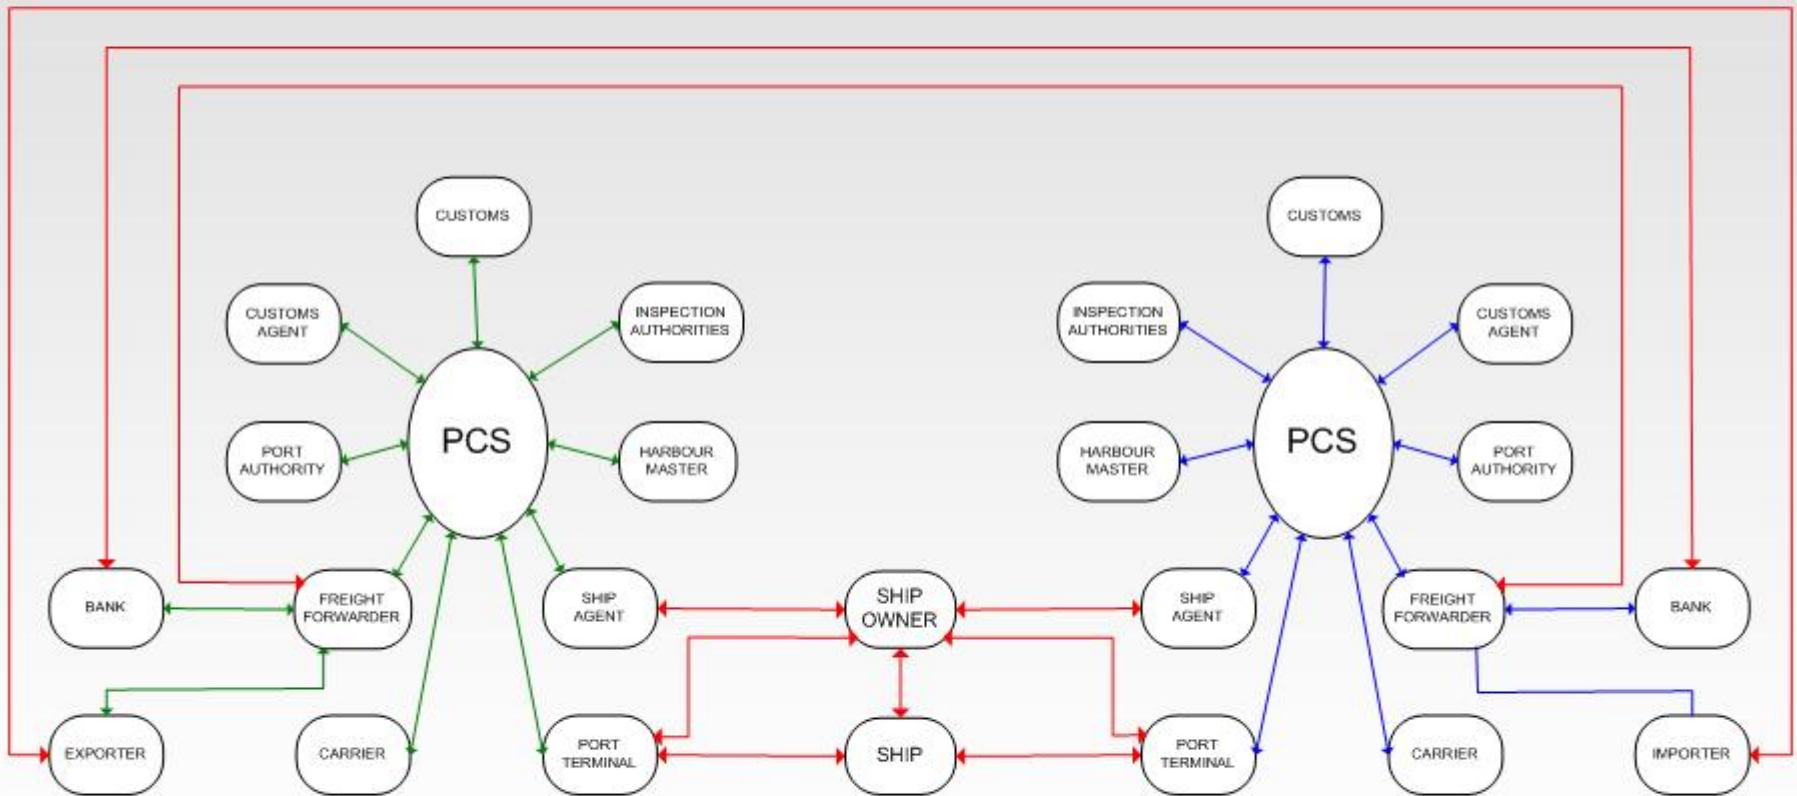 CUSTOMS
CUSTOMS
CUSTOMS
AGENT
INSPECTION
AUTHORITIES
INSPECTION
AUTHORITIES
CUSTOMS
AGENT
PCS
PCS
PORT
AUTHORITY
HARBOUR
MASTER
HARBOUR
MASTER
PORT
AUTHORITY
BANK
FREIGHT
FORWARDER
SHIP
AGENT
SHIP
OWNER
SHIP
AGENT
FREIGHT
FORWARDER
BANK
EXPORTER
CARRIER
PORT
TERMINAL
SHIP
PORT
TERMINAL
CARRIER
IMPORTER